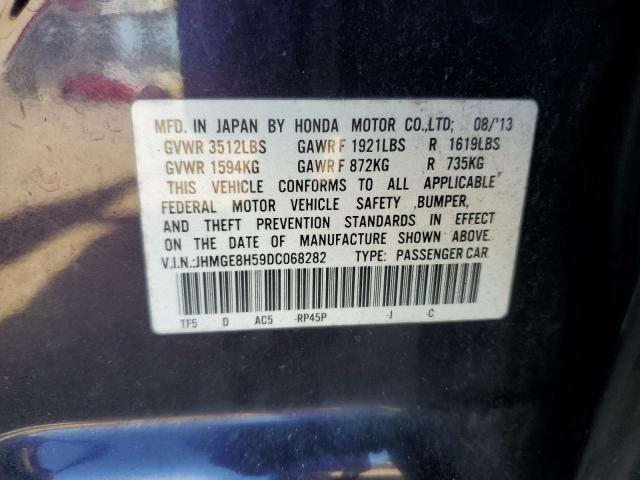 MFD. IN JAPAN BY HONDA MOTOR CO.,LTD; 08/'13
GVWR 3512LBS GAWR F 1921LBS R 1619LBS
GVWR 1594KG GAWR F 872KG R 735KG
THIS VEHICLE CONFORMS TO ALL APPLICABLE
FEDERAL MOTOR VEHICLE SAFETY ,BUMPER,
AND THEFT PREVENTION STANDARDS IN EFFECT
ON THE DATE OF MANUFACTURE SHOWN ABOVE.
V.I.N.:JHMGE8H59DC068282 TYPE: PASSENGER CAR
TF5 D AC5 -RP45P -J -C